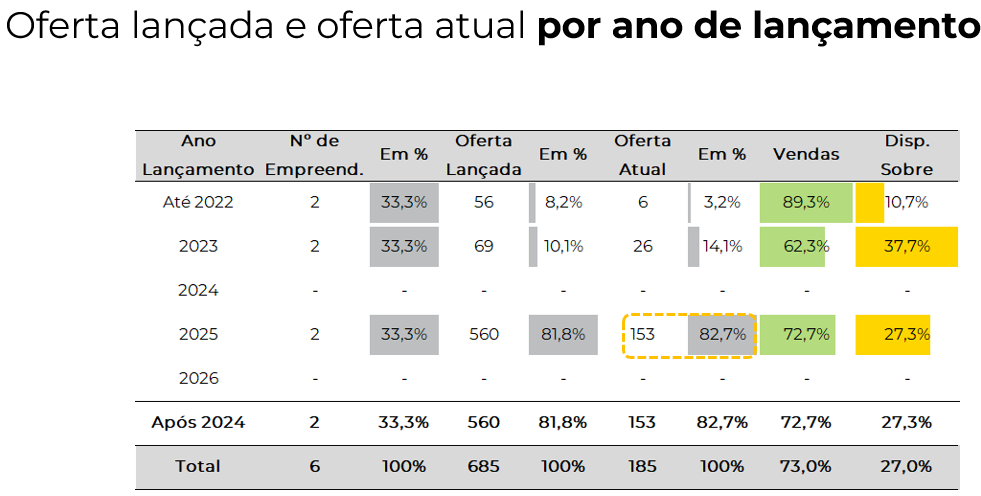 Oferta lançada e oferta atual por ano de lançamento
Ano Lançamento Nº de Empreend. Em % Oferta Lançada Em % Oferta Atual Em % Vendas Disp. Sobre
Até 2022 2 33,3% 56 8,2% 6 3,2% 89,3% 10,7%
2023 2 33,3% 69 10,1% 26 14,1% 62,3% 37,7%
2024 - - - - - - - -
2025 2 33,3% 560 81,8% 153 82,7% 72,7% 27,3%
2026 - - - - - - - -
Após 2024 2 33,3% 560 81,8% 153 82,7% 72,7% 27,3%
Total 6 100% 685 100% 185 100% 73,0% 27,0%